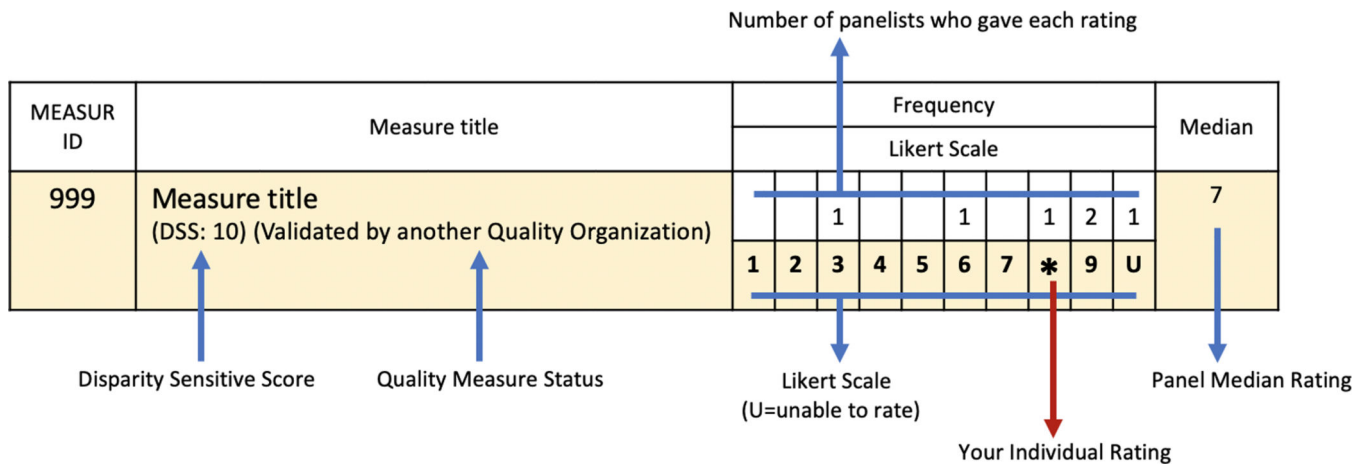 Number of panelists who gave each rating
MEASUR
ID
Measure title
Frequency
Likert Scale
Median
999
Measure title
(DSS: 10) (Validated by another Quality Organization)
1 1 1 2 1
1 2 3 4 5 6 7 * 9 U
7
Disparity Sensitive Score
Quality Measure Status
Likert Scale
(U=unable to rate)
Panel Median Rating
Your Individual Rating